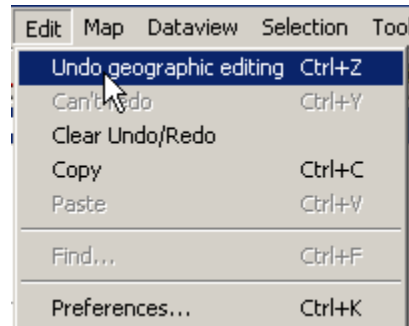 Edit Map Dataview Selection Tool
Undo geographic editing Ctrl+Z
Can't redo Ctrl+Y
Clear Undo/Redo
Copy Ctrl+C
Paste Ctrl+V
Find... Ctrl+F
Preferences... Ctrl+K